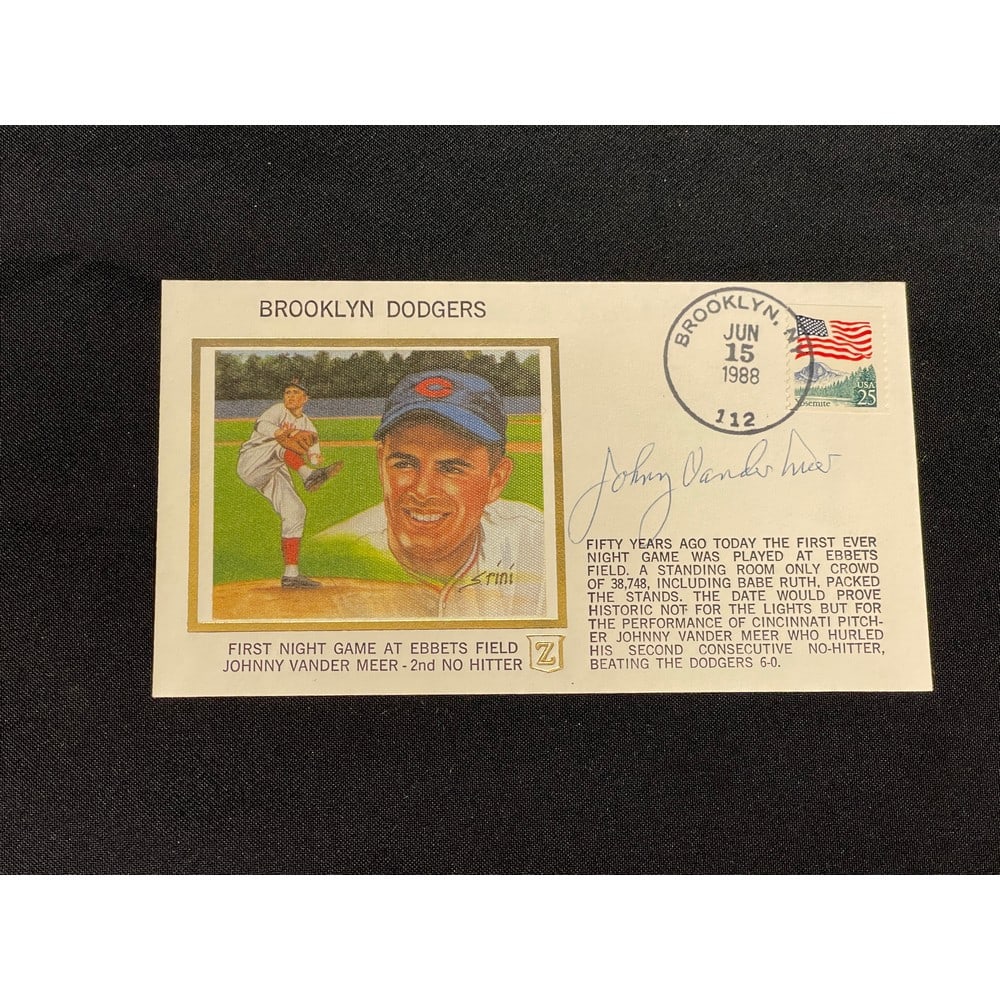 BROOKLYN DODGERS
BROOKLYN, NY
JUN
15
1988
112
USA
25
Yosemite
Johnny Vander Meer
Srini
FIFTY YEARS AGO TODAY THE FIRST EVER
NIGHT GAME WAS PLAYED AT EBBETS
FIELD. A STANDING ROOM ONLY CROWD
OF 38,748, INCLUDING BABE RUTH, PACKED
THE STANDS. THE DATE WOULD PROVE
HISTORIC NOT FOR THE LIGHTS BUT FOR
THE PERFORMANCE OF CINCINNATI PITCH-
ER JOHNNY VANDER MEER WHO HURLED
HIS SECOND CONSECUTIVE NO-HITTER,
BEATING THE DODGERS 6-0.
FIRST NIGHT GAME AT EBBETS FIELD
JOHNNY VANDER MEER - 2nd NO HITTER
Z